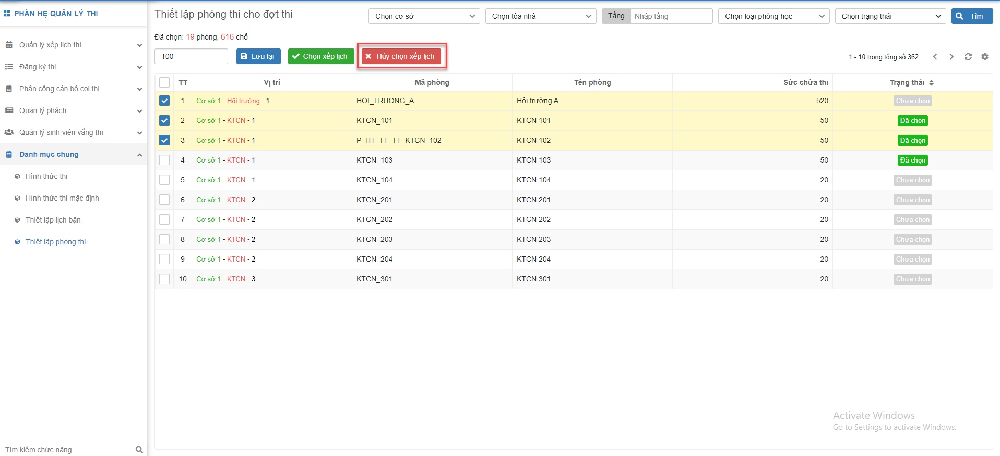 PHÂN HỆ QUẢN LÝ THI
Quản lý xếp lịch thi
Đăng ký thi
Phân công cán bộ coi thi
Quản lý phách
Quản lý sinh viên vắng thi
Danh mục chung
Hình thức thi
Hình thức thi mặc định
Thiết lập lịch bận
Thiết lập phòng thi
Tìm kiếm chức năng
Thiết lập phòng thi cho đợt thi
Chọn cơ sở
Chọn tòa nhà
Tầng Nhập tầng
Chọn loại phòng học
Chọn trạng thái
Tìm
Đã chọn: 19 phòng, 616 chỗ
100 Lưu lại Chọn xếp lịch Hủy chọn xếp lịch
1 - 10 trong tổng số 362
TT Vị trí Mã phòng Tên phòng Sức chứa thi Trạng thái
1 Cơ sở 1 - Hội trường - 1 HOI_TRUONG_A Hội trường A 520 Chưa chọn
2 Cơ sở 1 - KTCN - 1 KTCN_101 KTCN 101 50 Đã chọn
3 Cơ sở 1 - KTCN - 1 P_HT_TT_TT_KTCN_102 KTCN 102 50 Đã chọn
4 Cơ sở 1 - KTCN - 1 KTCN_103 KTCN 103 50 Đã chọn
5 Cơ sở 1 - KTCN - 1 KTCN_104 KTCN 104 20 Chưa chọn
6 Cơ sở 1 - KTCN - 2 KTCN_201 KTCN 201 20 Chưa chọn
7 Cơ sở 1 - KTCN - 2 KTCN_202 KTCN 202 20 Chưa chọn
8 Cơ sở 1 - KTCN - 2 KTCN_203 KTCN 203 20 Chưa chọn
9 Cơ sở 1 - KTCN - 2 KTCN_204 KTCN 204 20 Chưa chọn
10 Cơ sở 1 - KTCN - 3 KTCN_301 KTCN 301 20 Chưa chọn
Activate Windows
Go to Settings to activate Windows.